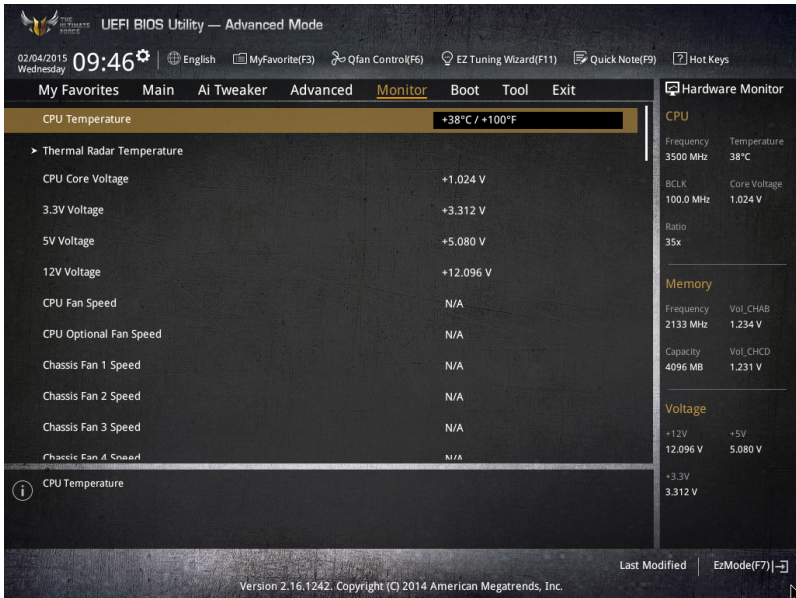 THE ULTIMATE FORCE
UEFI BIOS Utility — Advanced Mode
02/04/2015
Wednesday
09:46
English
MyFavorite(F3)
Qfan Control(F6)
EZ Tuning Wizard(F11)
Quick Note(F9)
? Hot Keys
My Favorites Main Ai Tweaker Advanced Monitor Boot Tool Exit
CPU Temperature +38°C / +100°F
> Thermal Radar Temperature
CPU Core Voltage +1.024 V
3.3V Voltage +3.312 V
5V Voltage +5.080 V
12V Voltage +12.096 V
CPU Fan Speed N/A
CPU Optional Fan Speed N/A
Chassis Fan 1 Speed N/A
Chassis Fan 2 Speed N/A
Chassis Fan 3 Speed N/A
Chassis Fan 4 Speed N/A
i CPU Temperature
Hardware Monitor
CPU
Frequency Temperature
3500 MHz 38°C
BCLK Core Voltage
100.0 MHz 1.024 V
Ratio
35x
Memory
Frequency Vol_CHAB
2133 MHz 1.234 V
Capacity Vol_CHCD
4096 MB 1.231 V
Voltage
+12V +5V
12.096 V 5.080 V
+3.3V
3.312 V
Last Modified
EzMode(F7)
Version 2.16.1242. Copyright (C) 2014 American Megatrends, Inc.